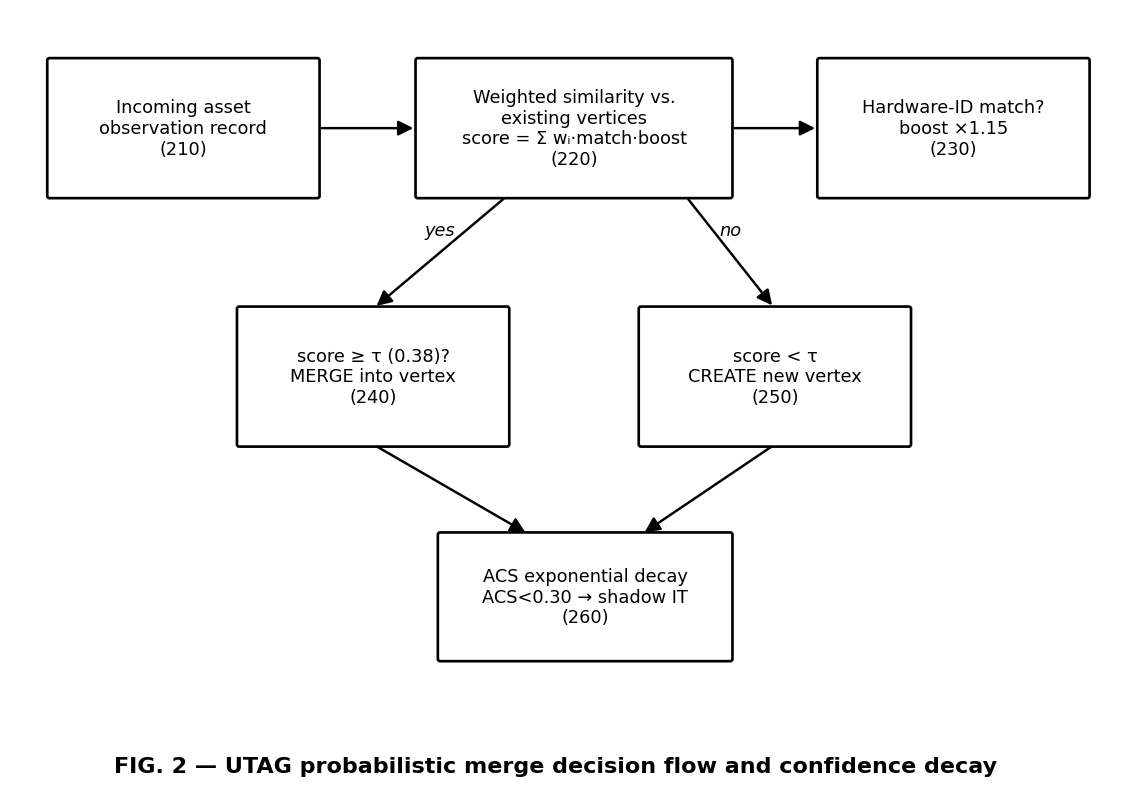 Incoming asset
observation record
(210)
Weighted similarity vs.
existing vertices
score = Σ wᵢ·match·boost
(220)
Hardware-ID match?
boost ×1.15
(230)
yes
no
score ≥ τ (0.38)?
MERGE into vertex
(240)
score < τ
CREATE new vertex
(250)
ACS exponential decay
ACS<0.30 → shadow IT
(260)
FIG. 2 — UTAG probabilistic merge decision flow and confidence decay